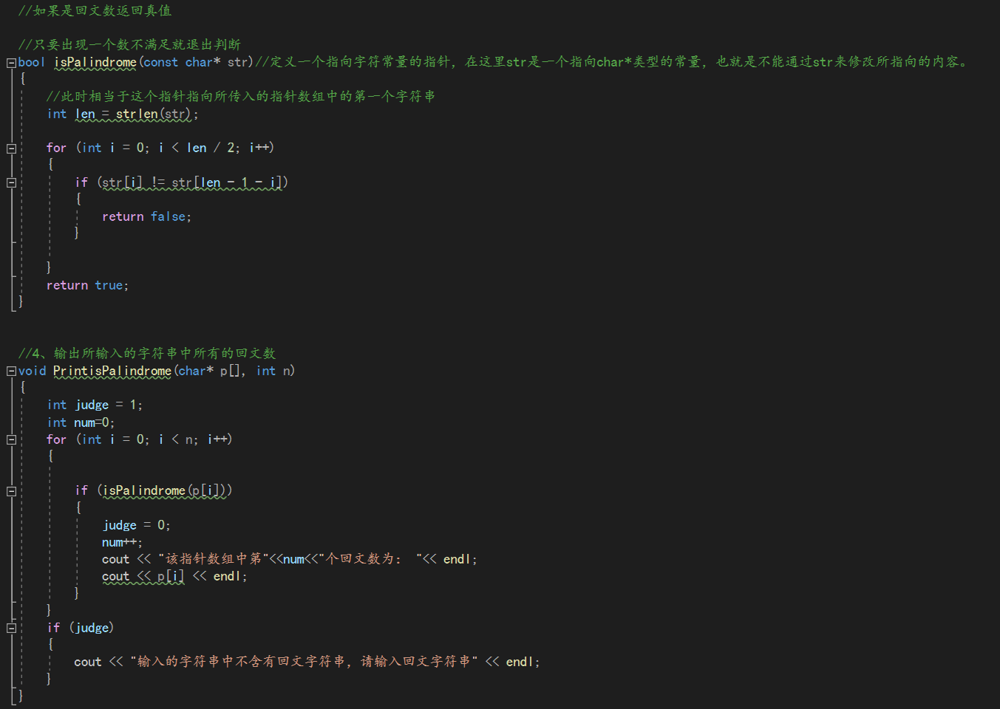 //如果是回文数返回真值
//只要出现一个数不满足就退出判断
bool isPalindrome(const char* str)//定义一个指向字符常量的指针，在这里str是一个指向char*类型的常量，也就是不能通过str来修改所指向的内容。
{
//此时相当于这个指针指向所传入的指针数组中的第一个字符串
int len = strlen(str);
for (int i = 0; i < len / 2; i++)
{
if (str[i] != str[len - 1 - i])
{
return false;
}
}
return true;
}
//4、输出所输入的字符串中所有的回文数
void PrintisPalindrome(char* p[], int n)
{
int judge = 1;
int num=0;
for (int i = 0; i < n; i++)
{
if (isPalindrome(p[i]))
{
judge = 0;
num++;
cout << "该指针数组中第"<<num<<"个回文数为： "<< endl;
cout << p[i] << endl;
}
}
if (judge)
{
cout << "输入的字符串中不含有回文字符串，请输入回文字符串" << endl;
}
}